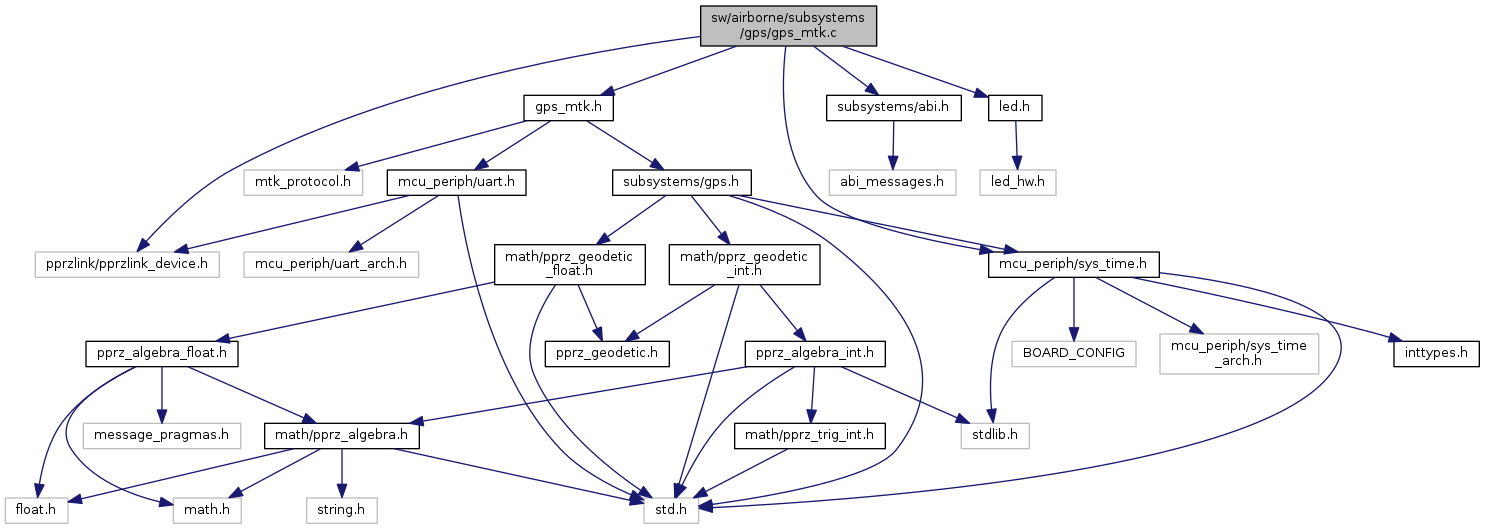 sw/airborne/subsystems
/gps/gps_mtk.c
gps_mtk.h
subsystems/abi.h
led.h
mtk_protocol.h
mcu_periph/uart.h
subsystems/gps.h
abi_messages.h
led_hw.h
pprzlink/pprzlink_device.h
mcu_periph/uart_arch.h
math/pprz_geodetic
_float.h
math/pprz_geodetic
_int.h
mcu_periph/sys_time.h
pprz_algebra_float.h
pprz_geodetic.h
pprz_algebra_int.h
BOARD_CONFIG
mcu_periph/sys_time
_arch.h
inttypes.h
message_pragmas.h
math/pprz_algebra.h
math/pprz_trig_int.h
stdlib.h
float.h
math.h
string.h
std.h